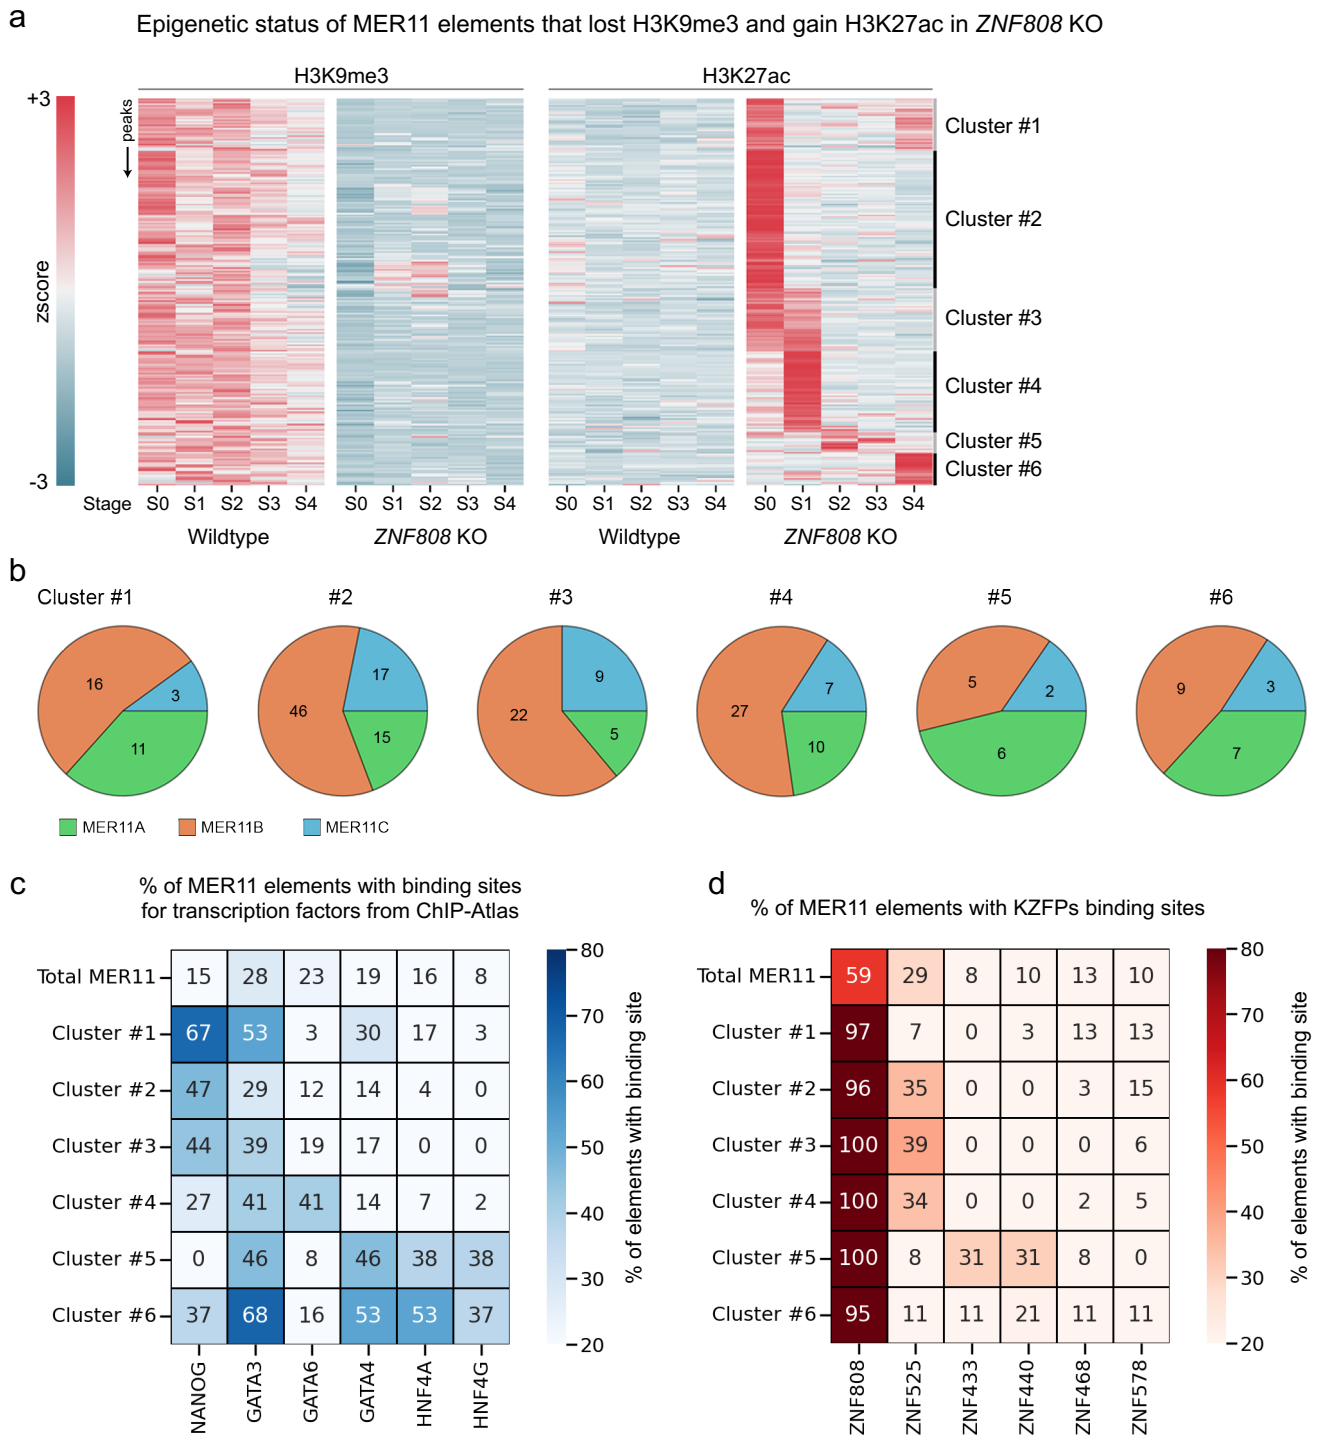 a
Epigenetic status of MER11 elements that lost H3K9me3 and gain H3K27ac in ZNF808 KO
H3K9me3
H3K27ac
+3
zscore
-3
peaks
Cluster #1
Cluster #2
Cluster #3
Cluster #4
Cluster #5
Cluster #6
Stage S0 S1 S2 S3 S4 S0 S1 S2 S3 S4 S0 S1 S2 S3 S4 S0 S1 S2 S3 S4
Wildtype ZNF808 KO Wildtype ZNF808 KO
b
Cluster #1 #2 #3 #4 #5 #6
16 3 11
46 17 15
22 9 5
27 7 10
5 2 6
9 3 7
MER11A MER11B MER11C
c
% of MER11 elements with binding sites
for transcription factors from ChIP-Atlas
Total MER11 15 28 23 19 16 8
Cluster #1 67 53 3 30 17 3
Cluster #2 47 29 12 14 4 0
Cluster #3 44 39 19 17 0 0
Cluster #4 27 41 41 14 7 2
Cluster #5 0 46 8 46 38 38
Cluster #6 37 68 16 53 53 37
NANOG GATA3 GATA6 GATA4 HNF4A HNF4G
80
70
60
50
40
30
20
% of elements with binding site
d
% of MER11 elements with KZFPs binding sites
Total MER11 59 29 8 10 13 10
Cluster #1 97 7 0 3 13 13
Cluster #2 96 35 0 0 3 15
Cluster #3 100 39 0 0 0 6
Cluster #4 100 34 0 0 2 5
Cluster #5 100 8 31 31 8 0
Cluster #6 95 11 11 21 11 11
ZNF808 ZNF525 ZNF433 ZNF440 ZNF468 ZNF578
80
70
60
50
40
30
20
% of elements with binding site